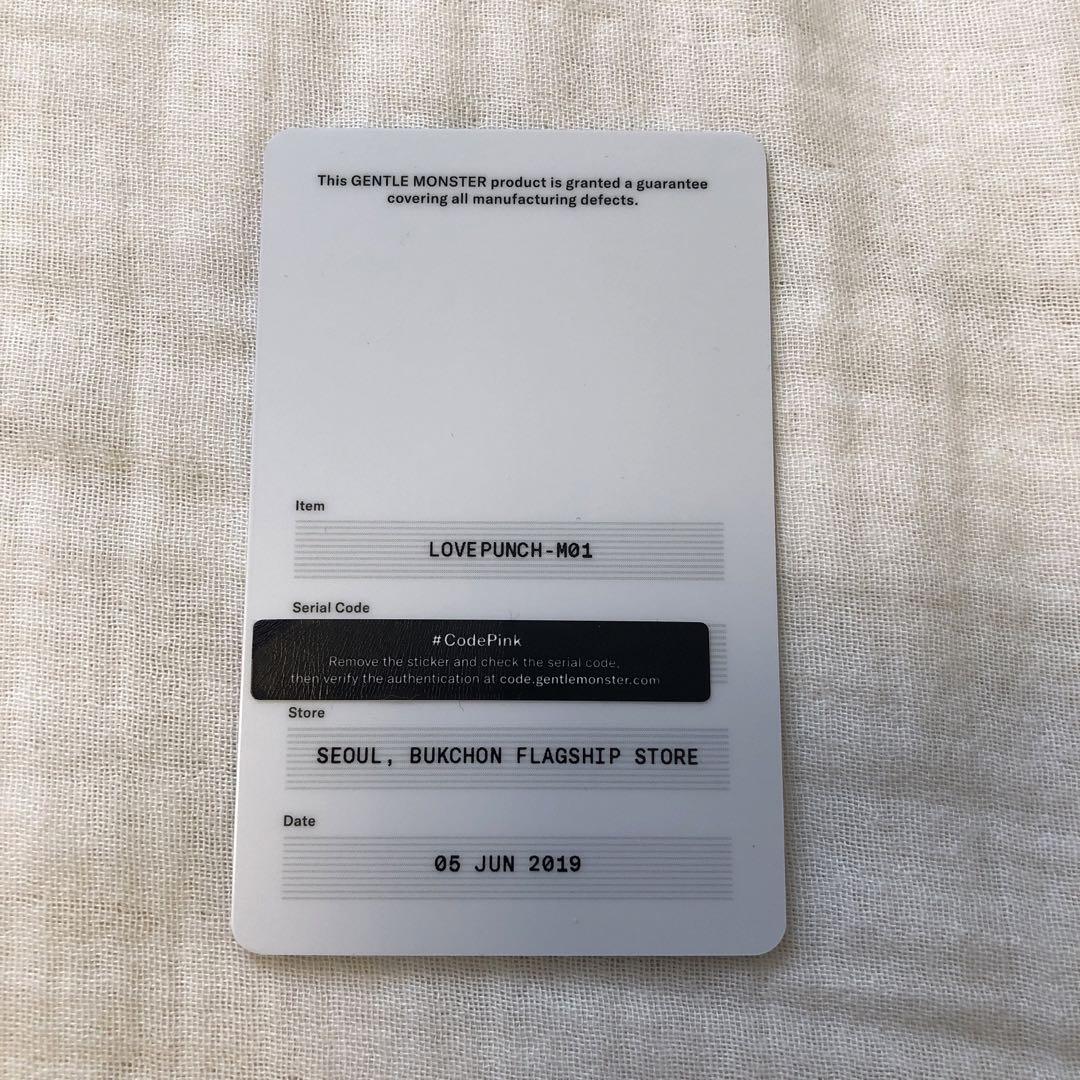 This GENTLE MONSTER product is granted a guarantee
covering all manufacturing defects.
Item
LOVEPUNCH-M01
Serial Code
#CodePink
Remove the sticker and check the serial code,
then verify the authentication at code.gentlemonster.com
Store
SEOUL, BUKCHON FLAGSHIP STORE
Date
05 JUN 2019